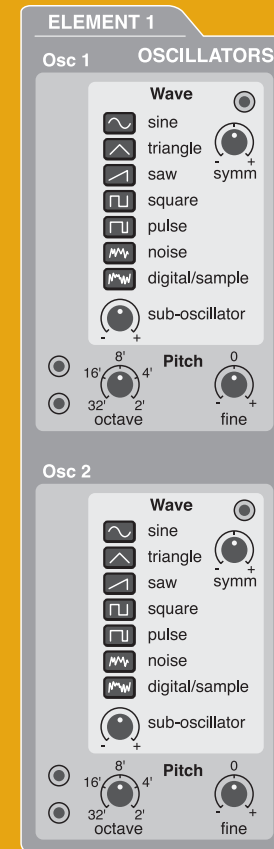 ELEMENT 1
Osc 1 OSCILLATORS
Wave
sine
triangle
- +
saw symm
square
pulse
noise
digital/sample
sub-oscillator
- +
8' Pitch 0
16' 4'
32' 2' - +
octave fine
Osc 2
Wave
sine
triangle
- +
saw symm
square
pulse
noise
digital/sample
sub-oscillator
- +
8' Pitch 0
16' 4'
32' 2' - +
octave fine